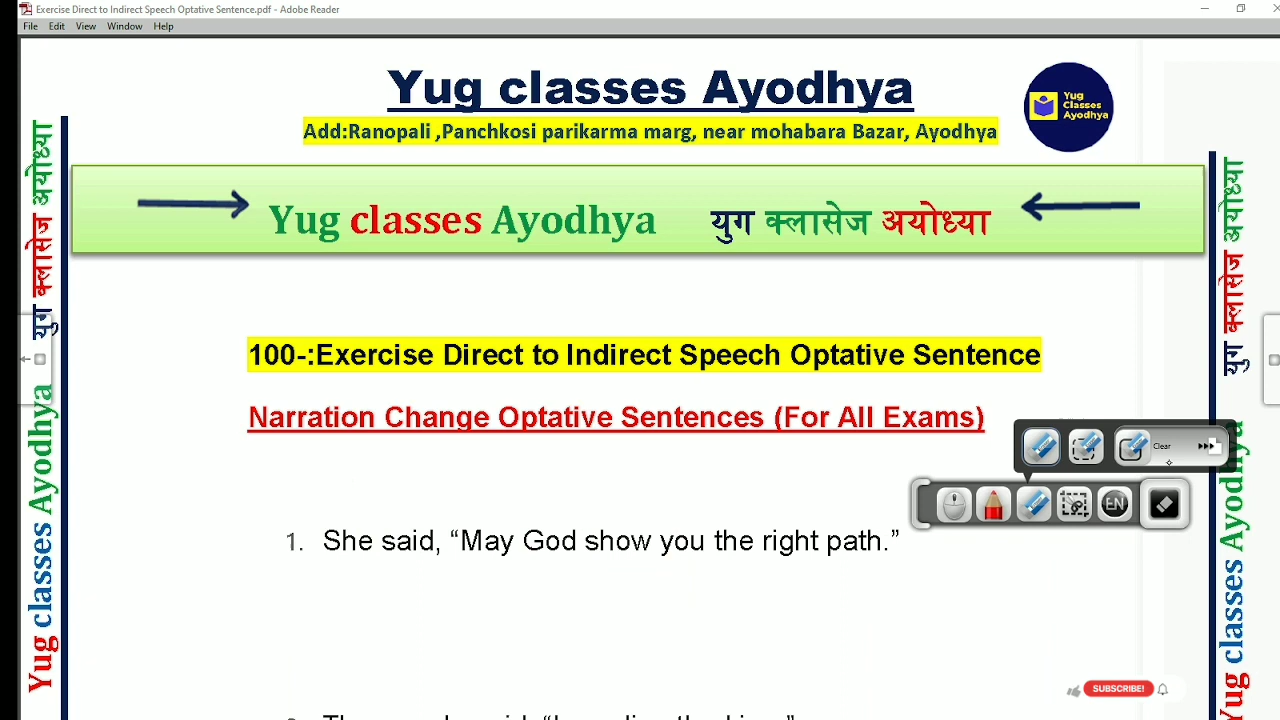 Exercise Direct to Indirect Speech Optative Sentence.pdf - Adobe Reader
File Edit View Window Help
Yug classes Ayodhya
Add:Ranopali ,Panchkosi parikarma marg, near mohabara Bazar, Ayodhya
Yug
Classes
Ayodhya
Yug classes Ayodhya युग क्लासेज अयोध्या
Yug classes Ayodhya युग क्लासेज अयोध्या
100-:Exercise Direct to Indirect Speech Optative Sentence
Narration Change Optative Sentences (For All Exams)
Clear
EN
1. She said, “May God show you the right path.”
SUBSCRIBE!
Yug classes Ayodhya युग क्लासेज अयोध्या